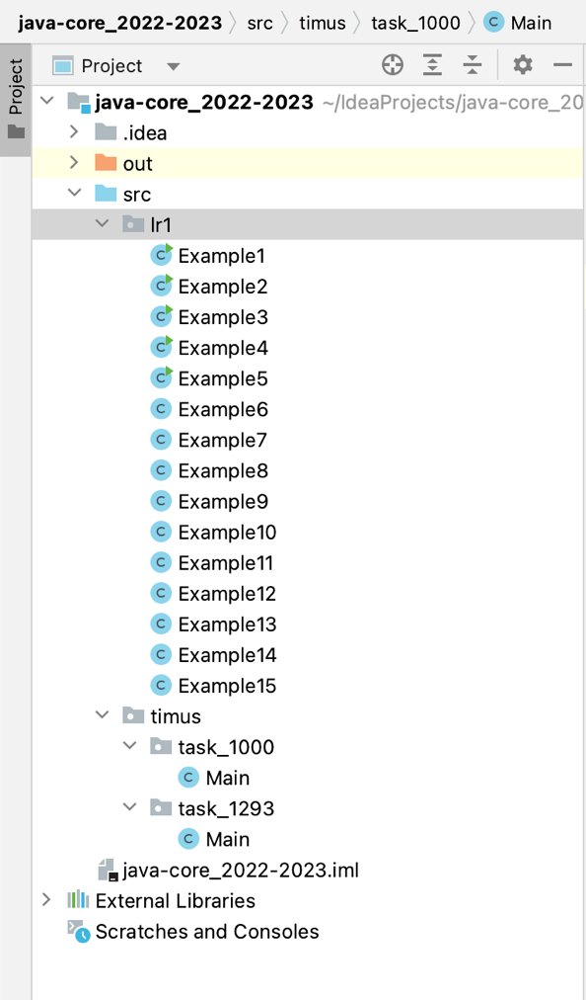 java-core_2022-2023 src timus task_1000 C Main
Project
Project
java-core_2022-2023 ~/IdeaProjects/java-core_20
.idea
out
src
lr1
C Example1
C Example2
C Example3
C Example4
C Example5
C Example6
C Example7
C Example8
C Example9
C Example10
C Example11
C Example12
C Example13
C Example14
C Example15
timus
task_1000
C Main
task_1293
C Main
java-core_2022-2023.iml
External Libraries
Scratches and Consoles